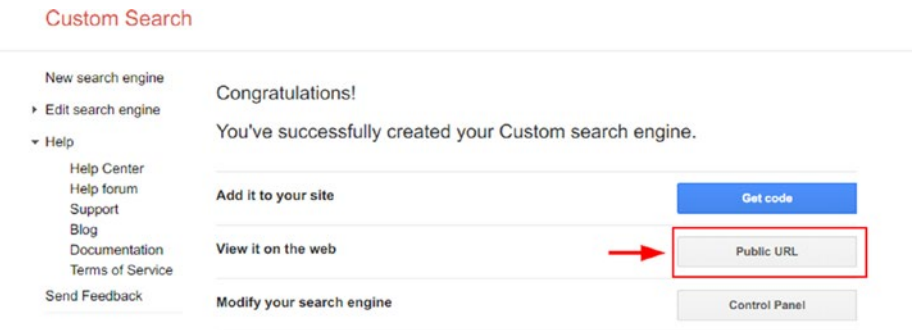 Custom Search
New search engine
Edit search engine
Help
Help Center
Help forum
Support
Blog
Documentation
Terms of Service
Send Feedback
Congratulations!
You've successfully created your Custom search engine.
Add it to your site
Get code
View it on the web
Public URL
Modify your search engine
Control Panel